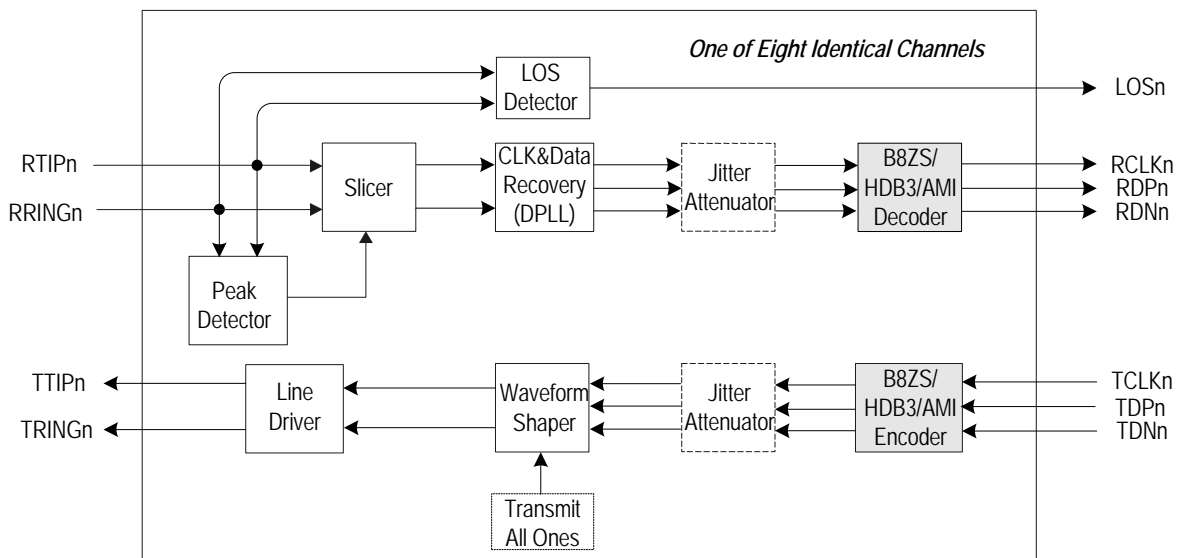 One of Eight Identical Channels
LOS
Detector
LOSn
RTIPn
RRINGn
Slicer
CLK&Data
Recovery
(DPLL)
Jitter
Attenuator
B8ZS/
HDB3/AMI
Decoder
RCLKn
RDPn
RDNn
Peak
Detector
TTIPn
TRINGn
Line
Driver
Waveform
Shaper
Jitter
Attenuator
B8ZS/
HDB3/AMI
Encoder
TCLKn
TDPn
TDNn
Transmit
All Ones